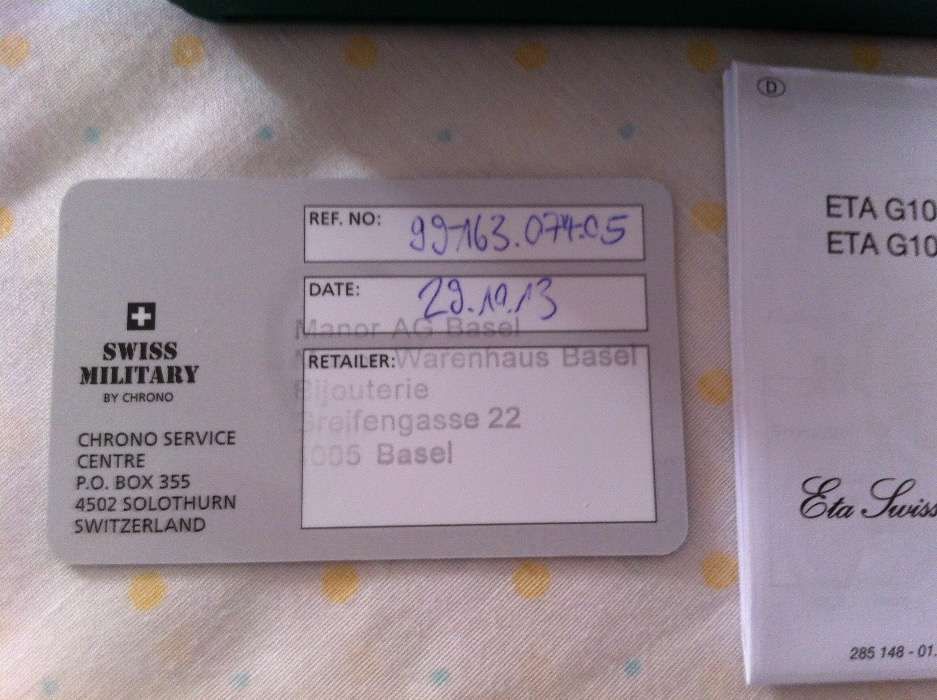 REF. NO: 99-163.074.05
DATE: 29.10.13
Manor AG Basel
RETAILER: Warenhaus Basel
Bijouterie
Greifengasse 22
4005 Basel
SWISS
MILITARY
BY CHRONO
CHRONO SERVICE
CENTRE
P.O. BOX 355
4502 SOLOTHURN
SWITZERLAND
D
ETA G10
ETA G10
Eta Swiss
285 148 - 01.